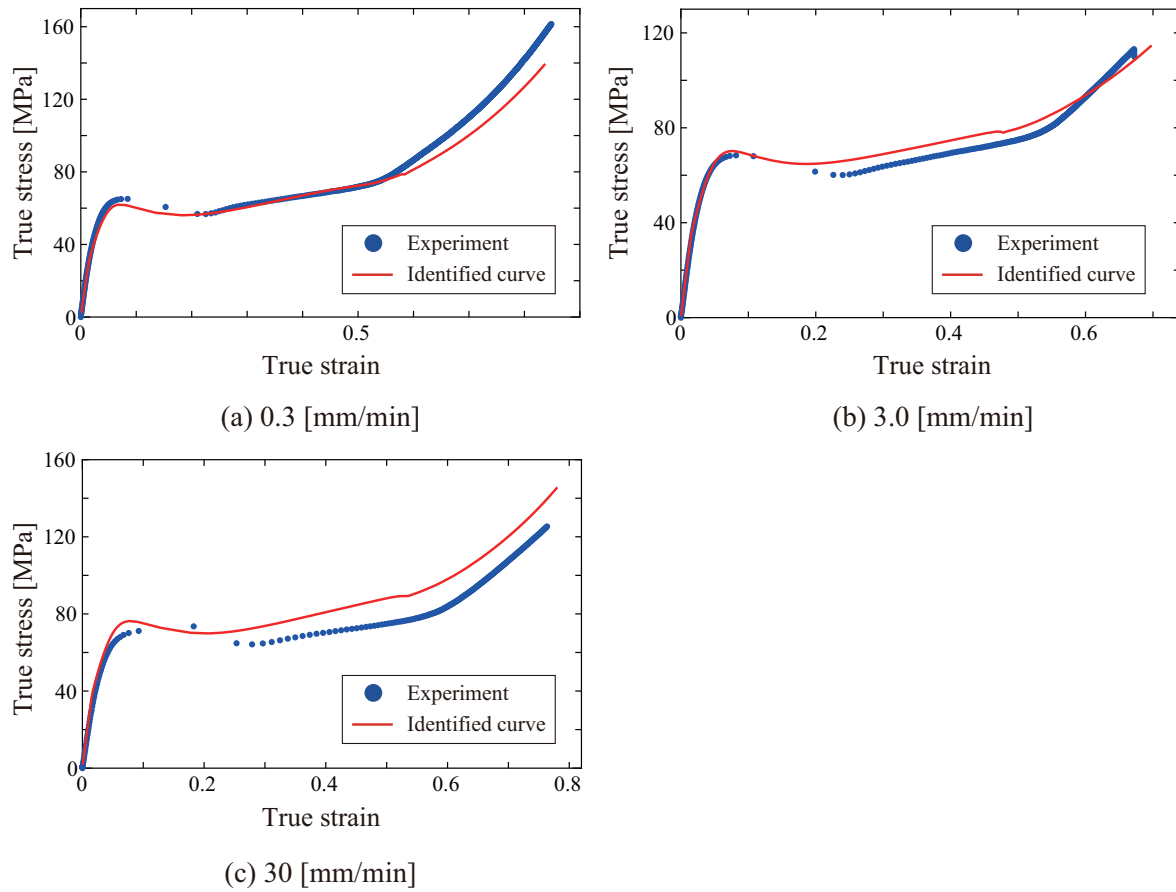 160
120
80
40
0
0.5
True stress [MPa]
True strain
Experiment
Identified curve
(a) 0.3 [mm/min]
120
80
40
0
0 0.2 0.4 0.6
True stress [MPa]
True strain
Experiment
Identified curve
(b) 3.0 [mm/min]
160
120
80
40
0
0 0.2 0.4 0.6 0.8
True stress [MPa]
True strain
Experiment
Identified curve
(c) 30 [mm/min]